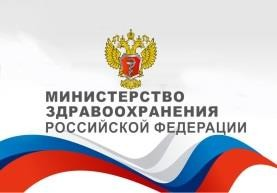 МИНИСТЕРСТВО
ЗДРАВООХРАНЕНИЯ
РОССИЙСКОЙ ФЕДЕРАЦИИ